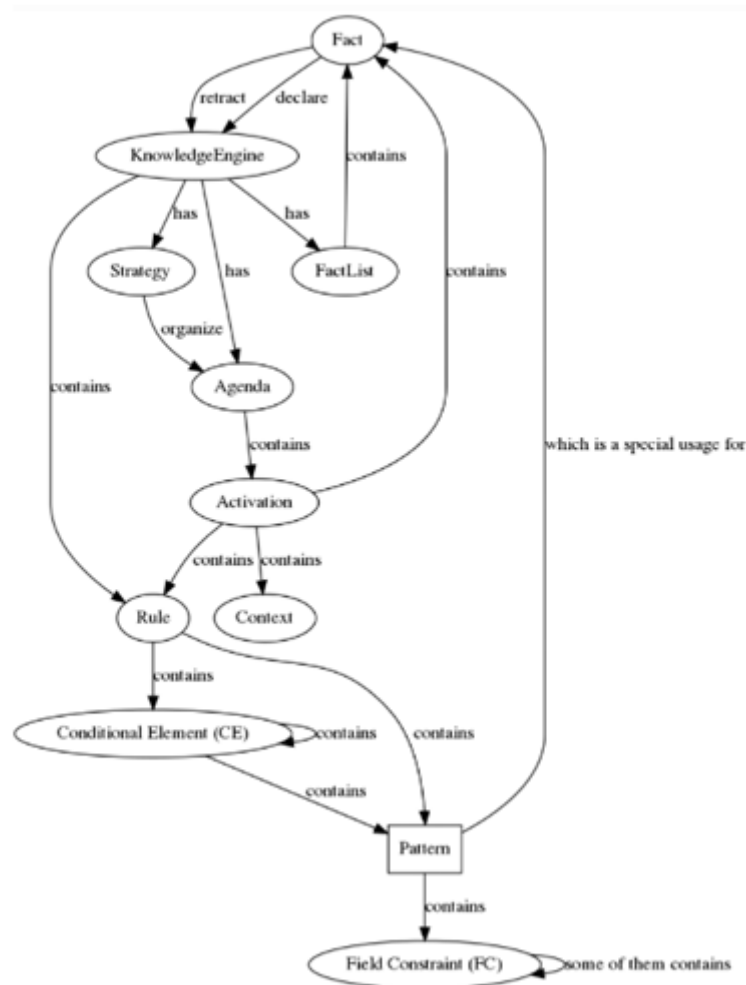 Fact
retract
declare
KnowledgeEngine
contains
has
has
Strategy
has
FactList
contains
organize
contains
Agenda
which is a special usage for
contains
Activation
contains
contains
Rule
Context
contains
Conditional Element (CE)
contains
contains
contains
Pattern
contains
Field Constraint (FC)
some of them contains